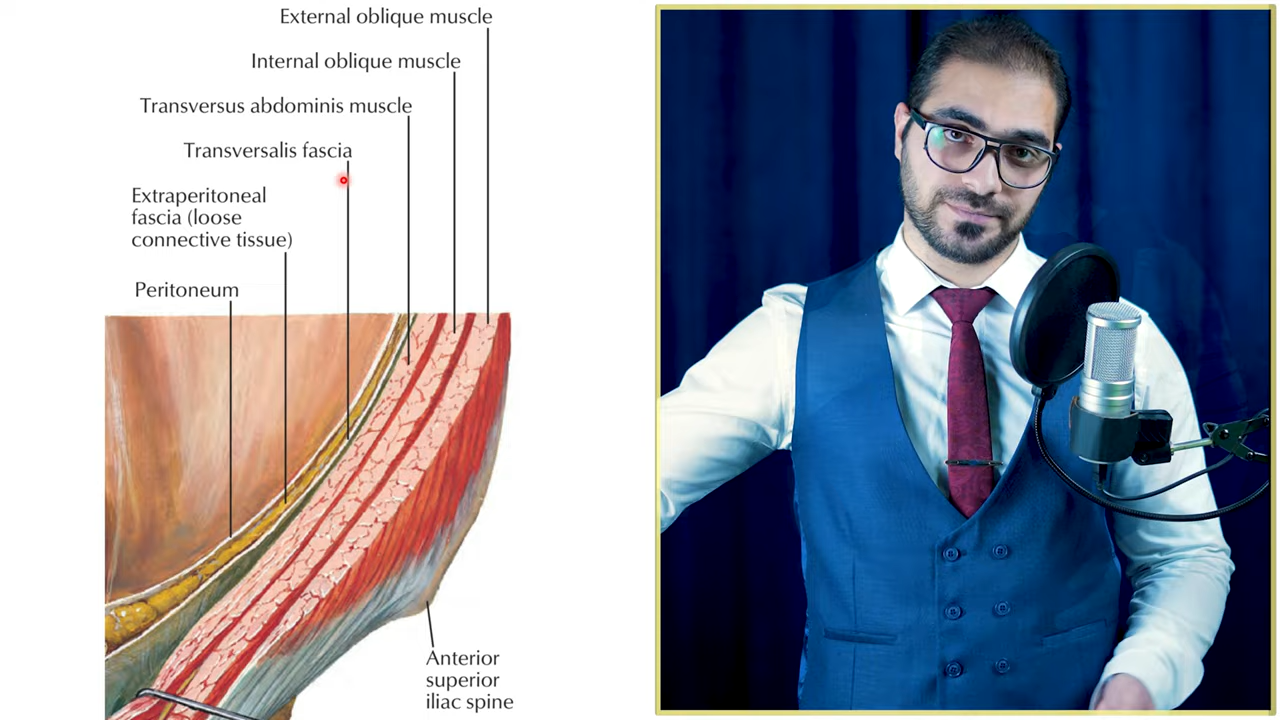 External oblique muscle
Internal oblique muscle
Transversus abdominis muscle
Transversalis fascia
Extraperitoneal
fascia (loose
connective tissue)
Peritoneum
Anterior
superior
iliac spine